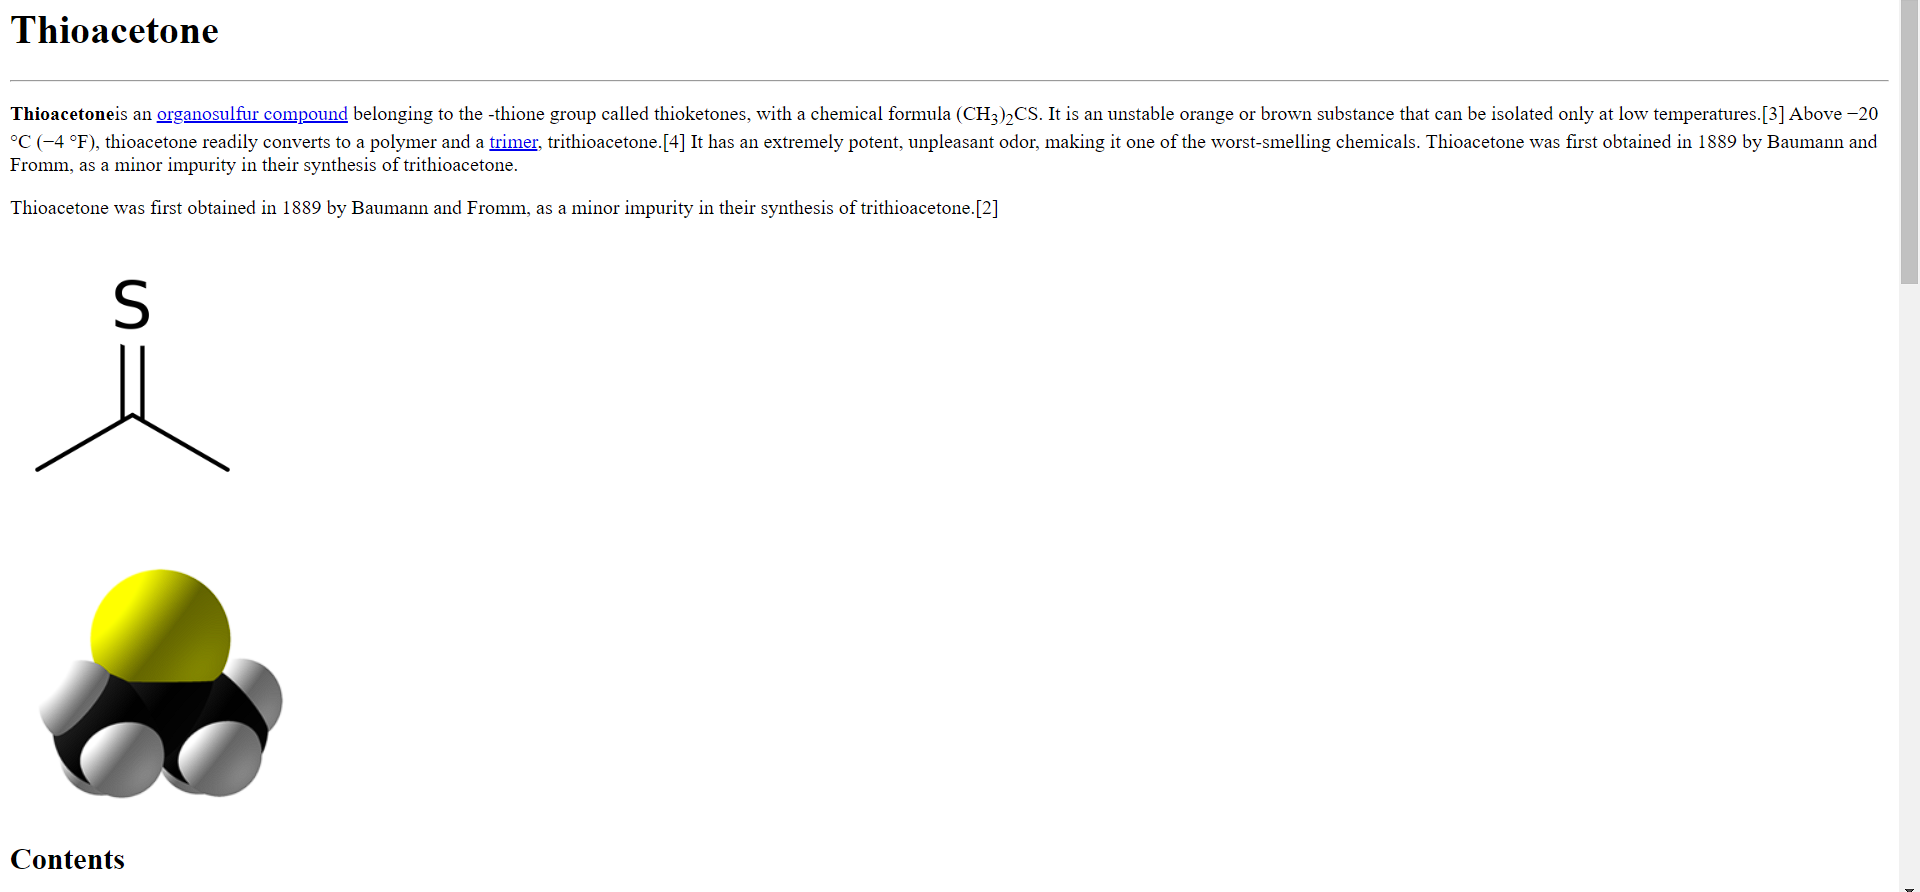 Thioacetone
Thioacetoneis an organosulfur compound belonging to the -thione group called thioketones, with a chemical formula (CH₃)₂CS. It is an unstable orange or brown substance that can be isolated only at low temperatures.[3] Above −20
°C (−4 °F), thioacetone readily converts to a polymer and a trimer, trithioacetone.[4] It has an extremely potent, unpleasant odor, making it one of the worst-smelling chemicals. Thioacetone was first obtained in 1889 by Baumann and
Fromm, as a minor impurity in their synthesis of trithioacetone.
Thioacetone was first obtained in 1889 by Baumann and Fromm, as a minor impurity in their synthesis of trithioacetone.[2]
S
Contents